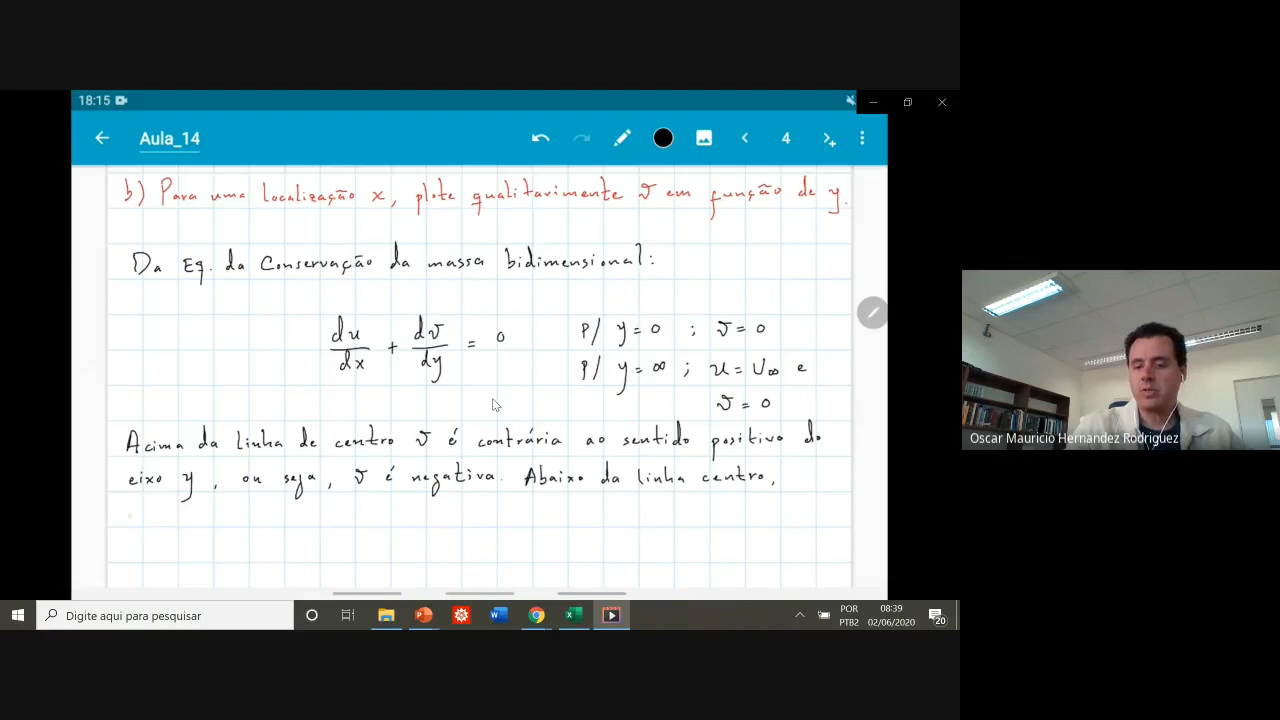 18:15
Aula_14
4
b) Para uma localização x, plote qualitavimente v em função de y.
Da Eq. da Conservação da massa bidimensional:
du/dx + dv/dy = 0
P/ y = 0 ; v = 0
P/ y = ∞ ; u = U∞ e
v = 0
Acima da linha de centro v é contrária ao sentido positivo do
eixo y, ou seja, v é negativa. Abaixo da linha centro,
Oscar Mauricio Hernandez Rodriguez
Digite aqui para pesquisar
POR
PTB2
08:39
02/06/2020
20